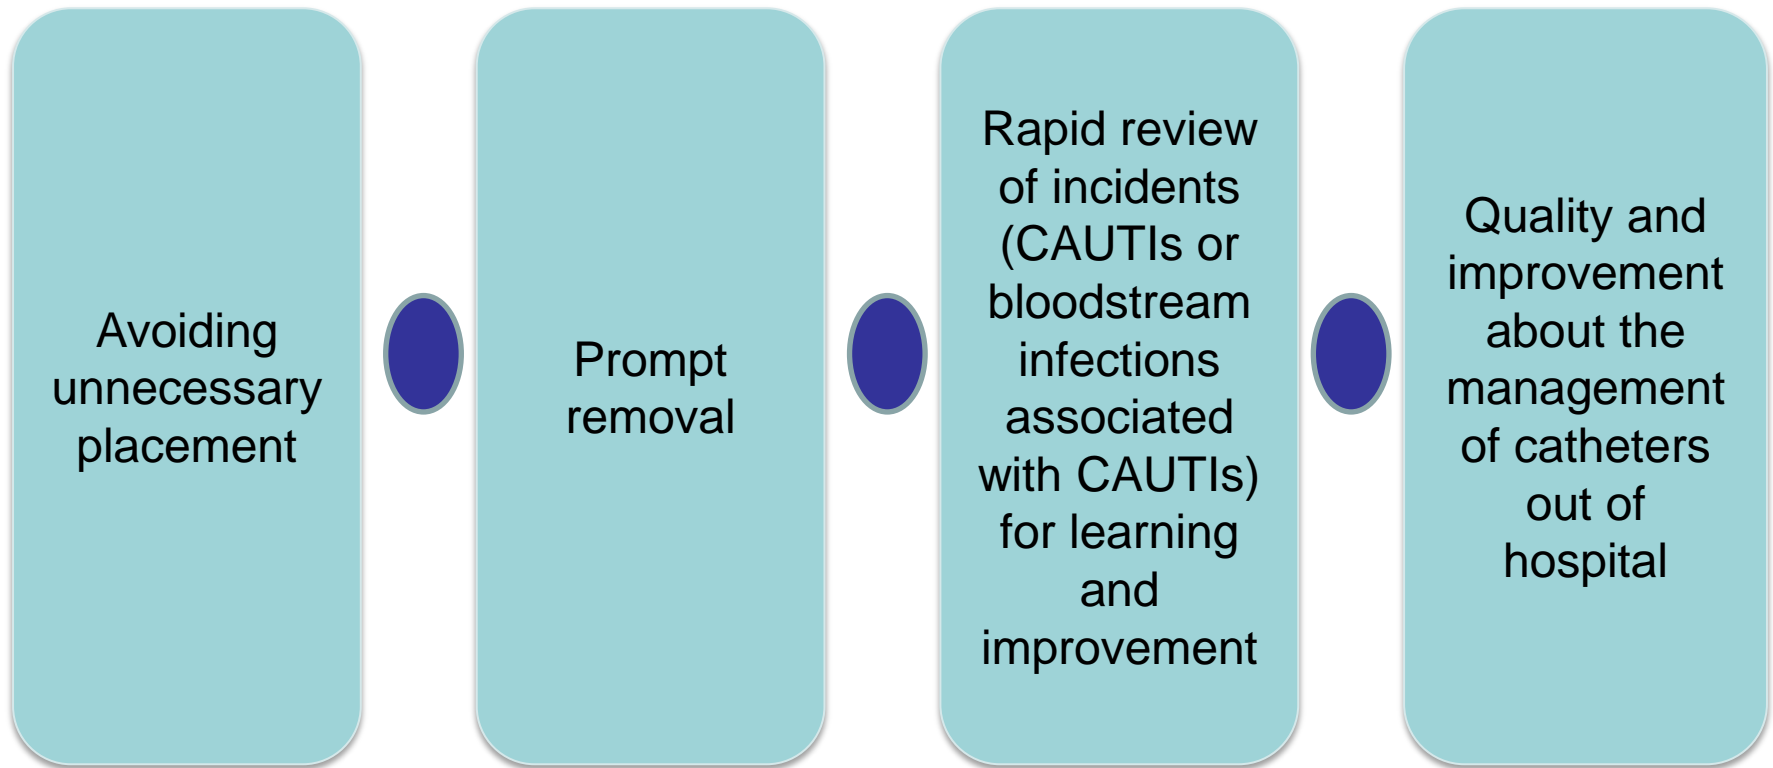 Avoiding
unnecessary
placement
Prompt
removal
Rapid review
of incidents
(CAUTIs or
bloodstream
infections
associated
with CAUTIs)
for learning
and
improvement
Quality and
improvement
about the
management
of catheters
out of
hospital